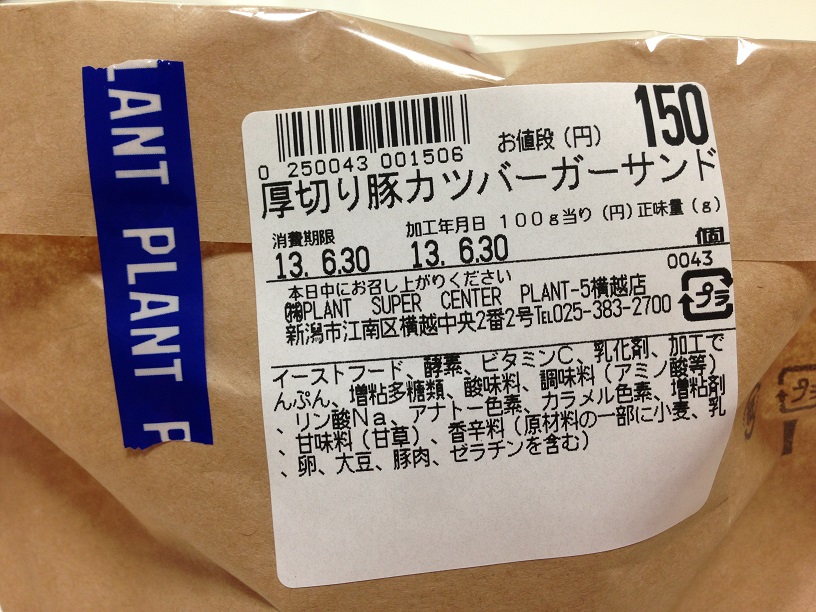 LANT PLANT P
150
お値段（円）
0 250043 001506
厚切り豚カツバーガーサンド
消費期限 加工年月日 100g当り（円）正味量（g）
13. 6.30 13. 6.30 個
0043
本日中にお召し上がりください
㈱PLANT SUPER CENTER PLANT-5横越店
新潟市江南区横越中央2番2号℡025-383-2700
プラ
イーストフード、酵素、ビタミンC、乳化剤、加工で
んぷん、増粘多糖類、酸味料、調味料（アミノ酸等）
、リン酸Na、アナトー色素、カラメル色素、増粘剤
、甘味料（甘草）、香辛料（原材料の一部に小麦、乳
、卵、大豆、豚肉、ゼラチンを含む）
プラ